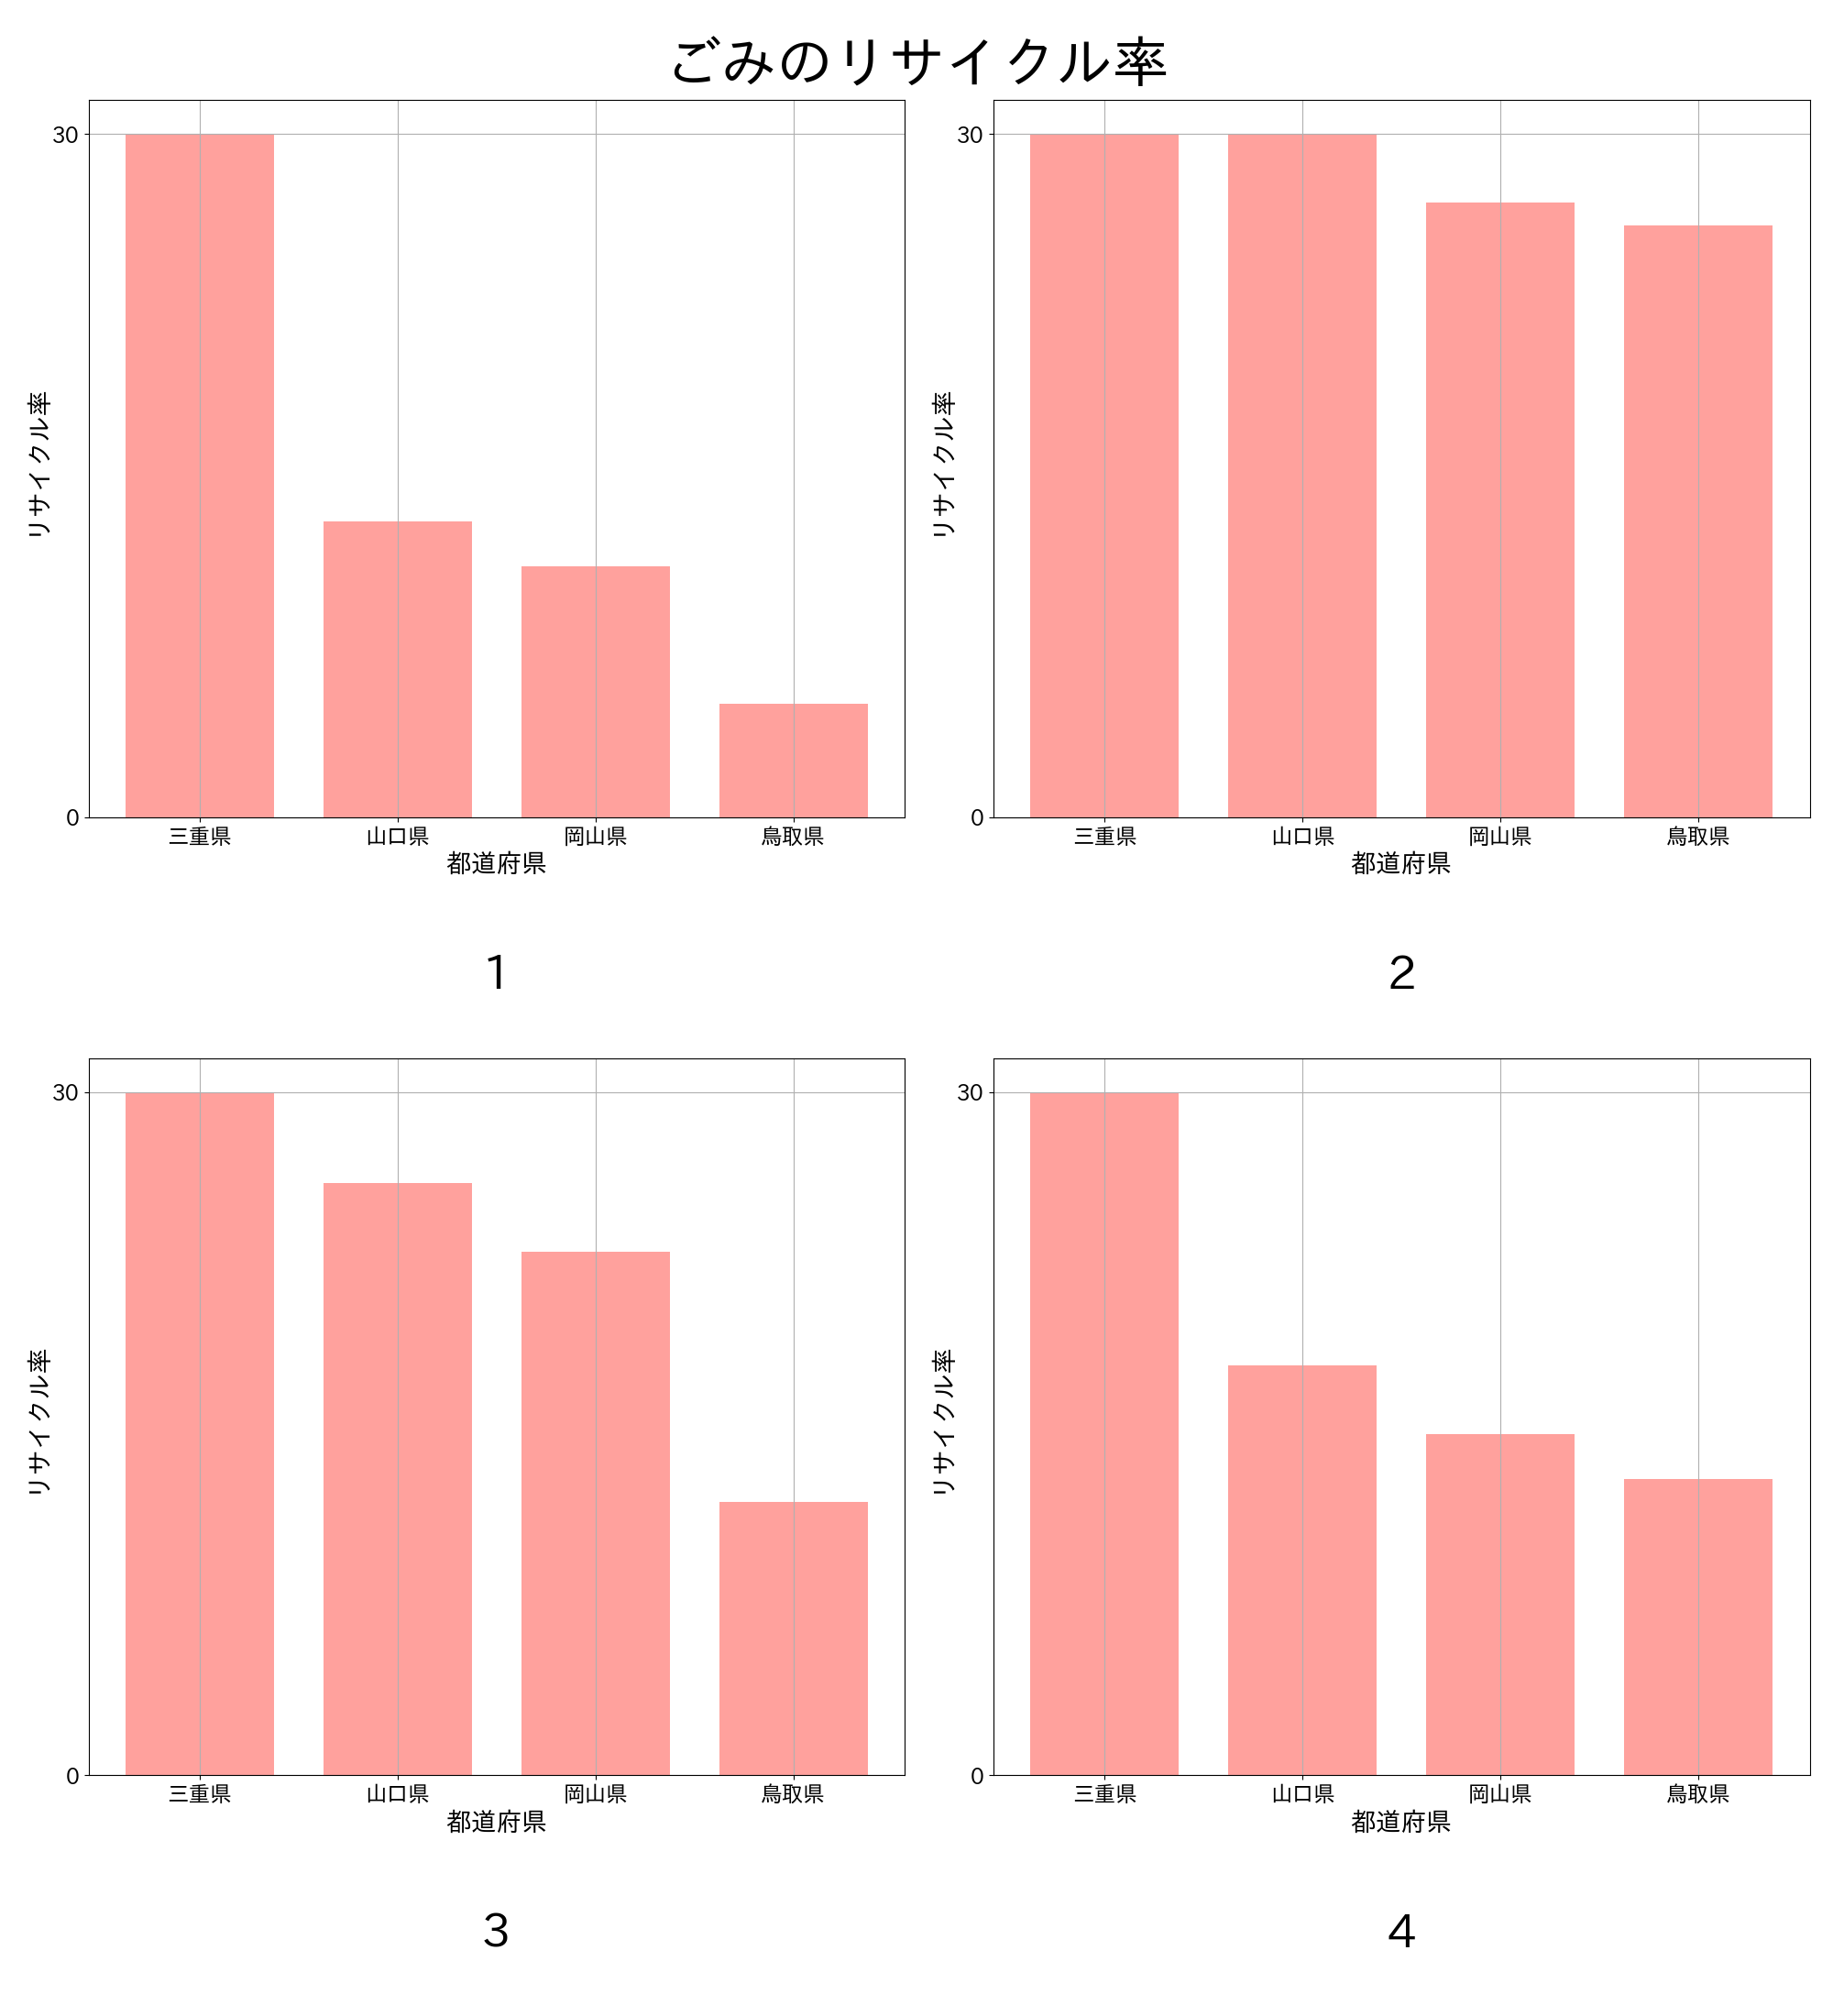 ごみのリサイクル率
30
リサイクル率
0
三重県 山口県 岡山県 鳥取県
都道府県
1
30
リサイクル率
0
三重県 山口県 岡山県 鳥取県
都道府県
2
30
リサイクル率
0
三重県 山口県 岡山県 鳥取県
都道府県
3
30
リサイクル率
0
三重県 山口県 岡山県 鳥取県
都道府県
4